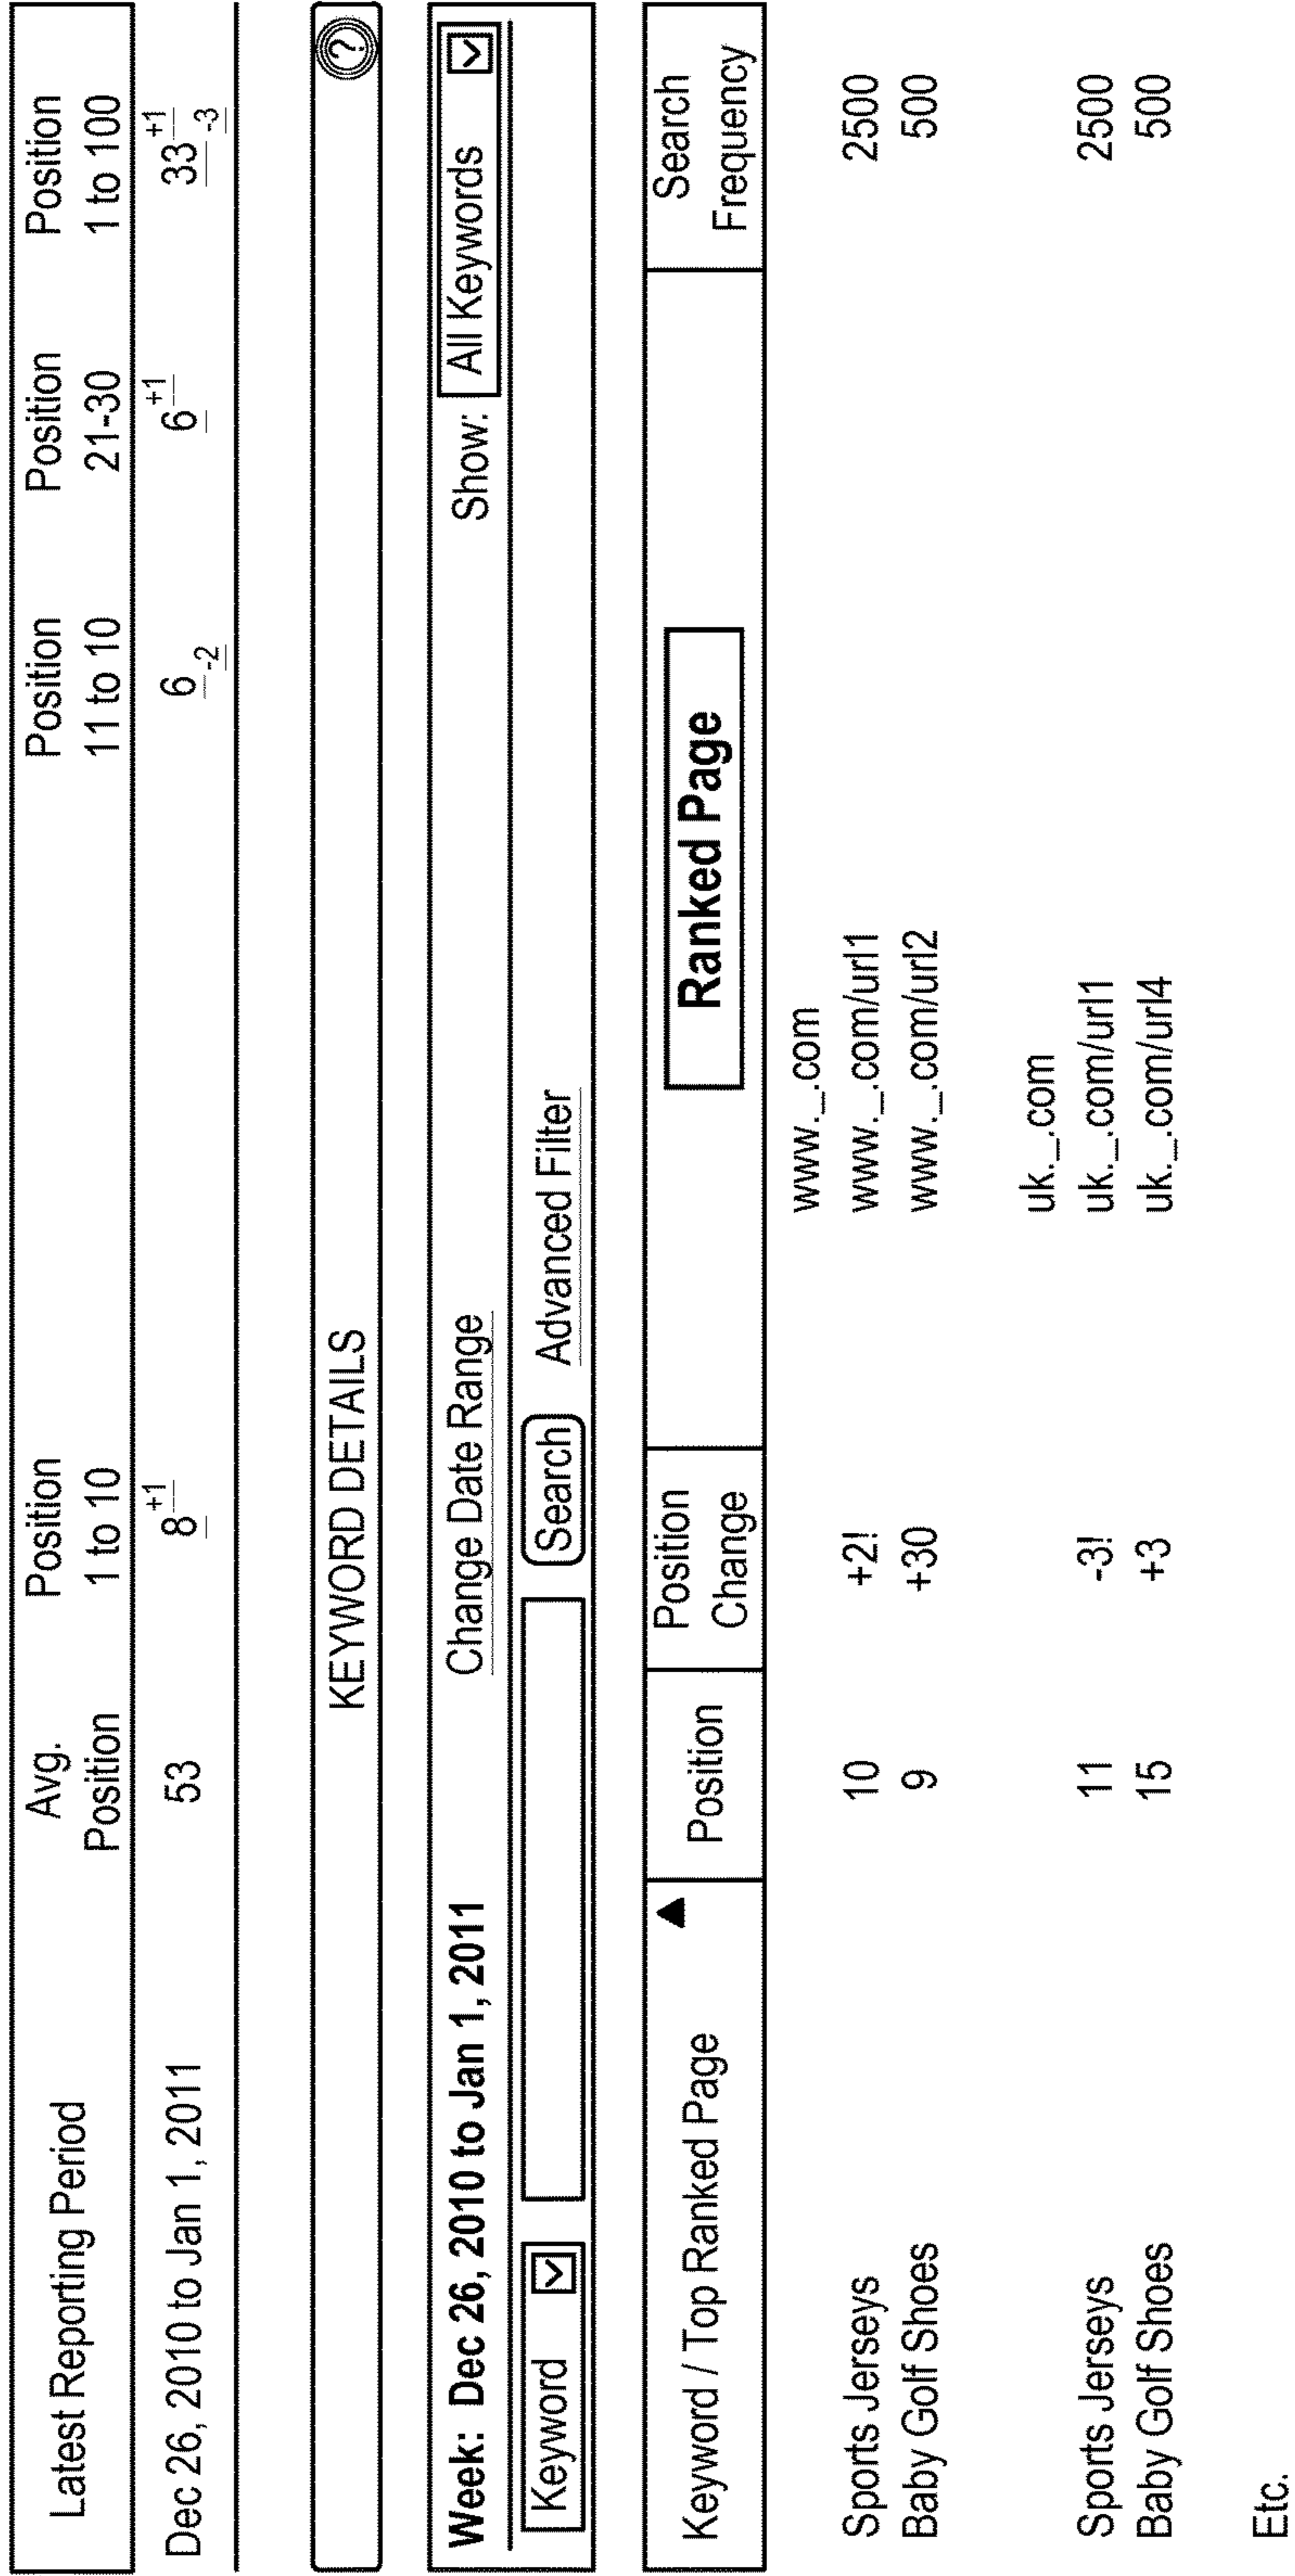 Latest Reporting Period Avg. Position Position 1 to 10 Position 11 to 10 Position 21-30 Position 1 to 100
Dec 26, 2010 to Jan 1, 2011 53 8 +1 6 -2 6 +1 33 +1 -3
KEYWORD DETAILS ?
Week: Dec 26, 2010 to Jan 1, 2011 Change Date Range Show: All Keywords
Keyword Search Advanced Filter
Keyword / Top Ranked Page Position Position Change Ranked Page Search Frequency
www._.com
Sports Jerseys 10 +2! www._.com/url1 2500
Baby Golf Shoes 9 +30 www._.com/url2 500
uk._.com
Sports Jerseys 11 -3! uk._.com/url1 2500
Baby Golf Shoes 15 +3 uk._.com/url4 500
Etc.